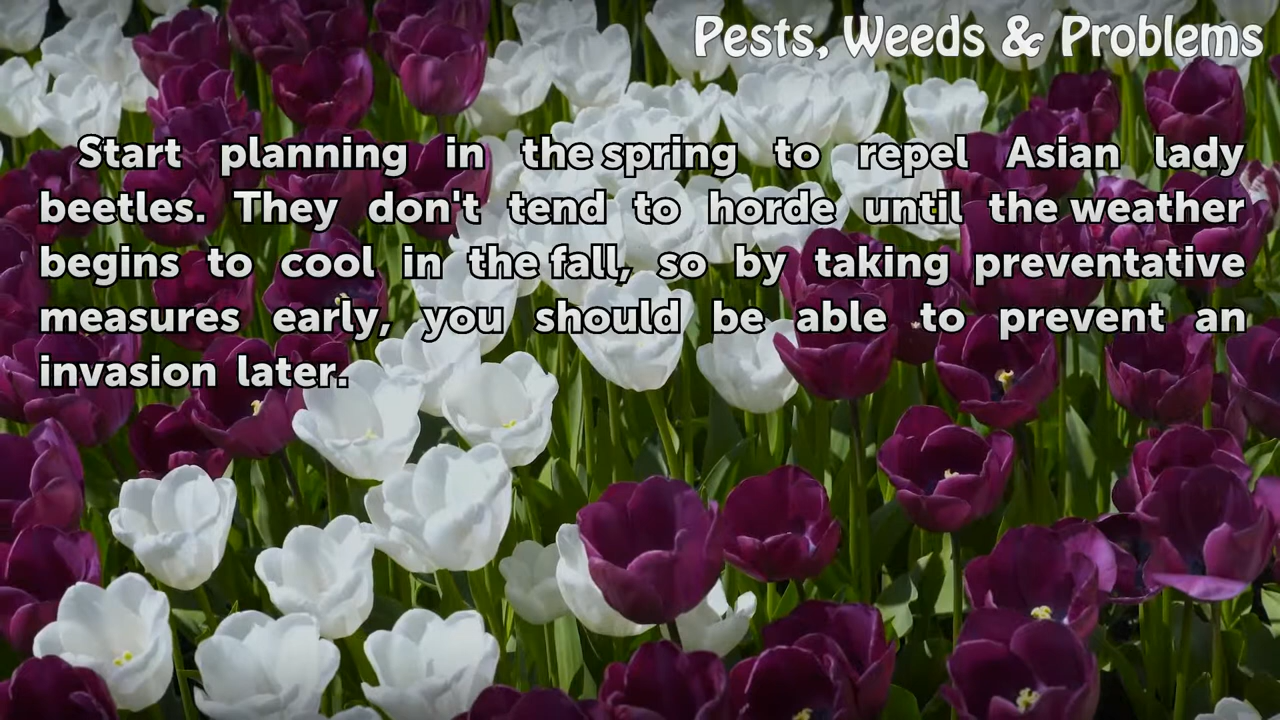 Pests, Weeds & Problems
Start planning in the spring to repel Asian lady
beetles. They don't tend to horde until the weather
begins to cool in the fall, so by taking preventative
measures early, you should be able to prevent an
invasion later.